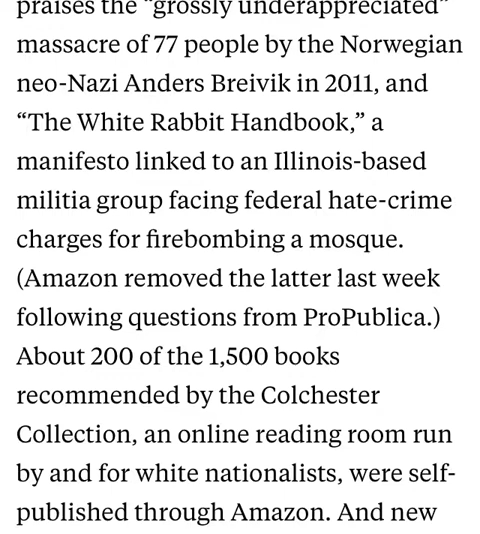 praises the “grossly underappreciated”
massacre of 77 people by the Norwegian
neo-Nazi Anders Breivik in 2011, and
“The White Rabbit Handbook,” a
manifesto linked to an Illinois-based
militia group facing federal hate-crime
charges for firebombing a mosque.
(Amazon removed the latter last week
following questions from ProPublica.)
About 200 of the 1,500 books
recommended by the Colchester
Collection, an online reading room run
by and for white nationalists, were self-
published through Amazon. And new